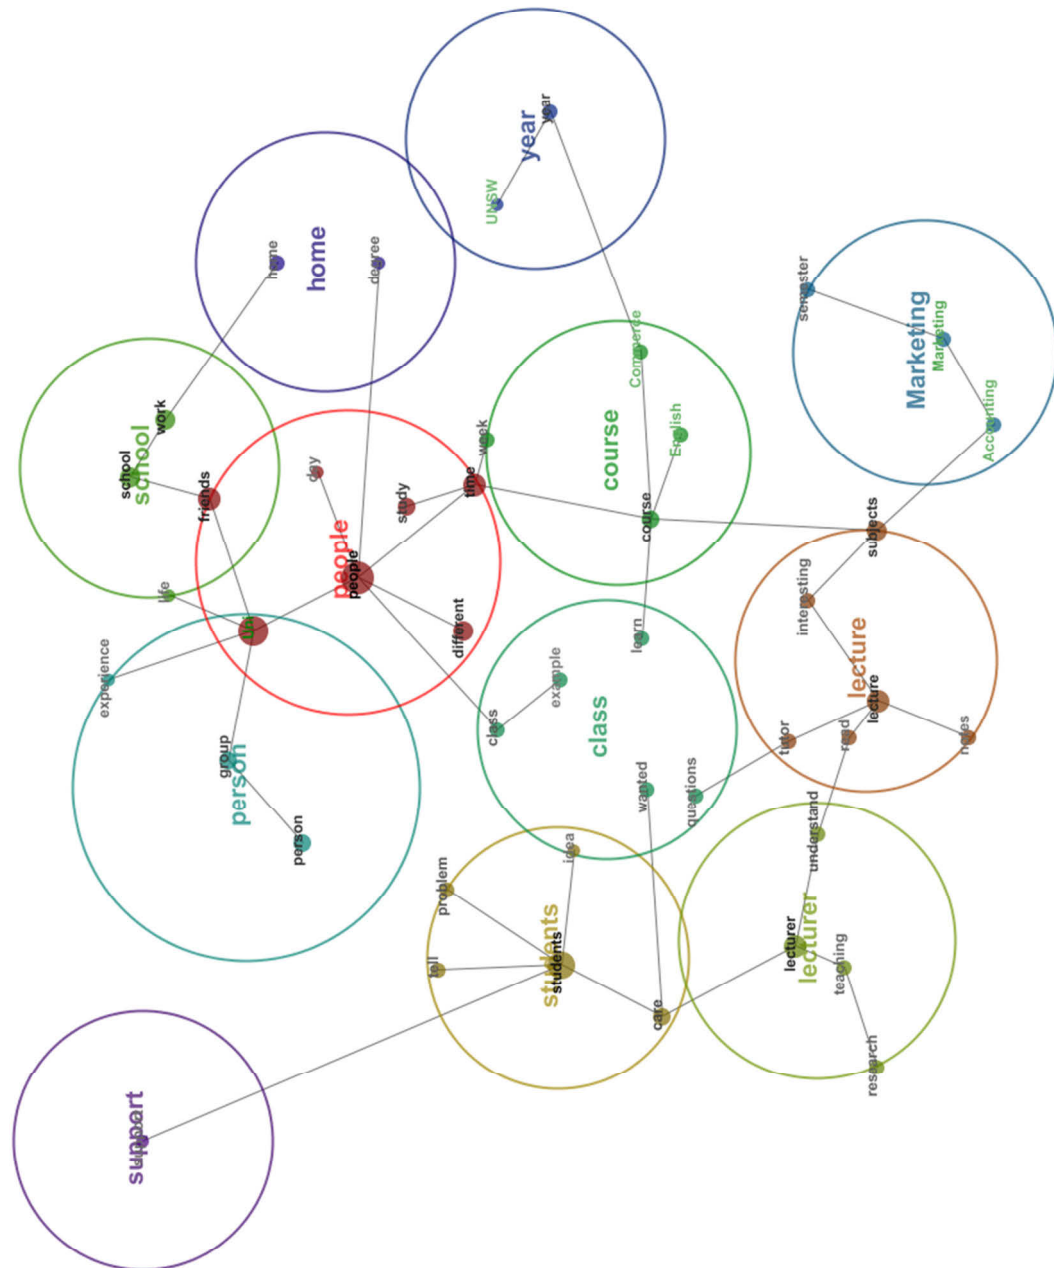 year
year
UNSW
home
home
degree
semester
Marketing
Marketing
Accounting
Commerce
course
English
course
week
school
work
school
friends
day
study
time
people
people
different
life
Uni
experience
group
person
person
subjects
interesting
lecture
lecture
tutor
read
notes
learn
example
class
class
wanted
questions
understand
idea
problem
students
students
tell
care
lecturer
lecturer
teaching
research
support
support